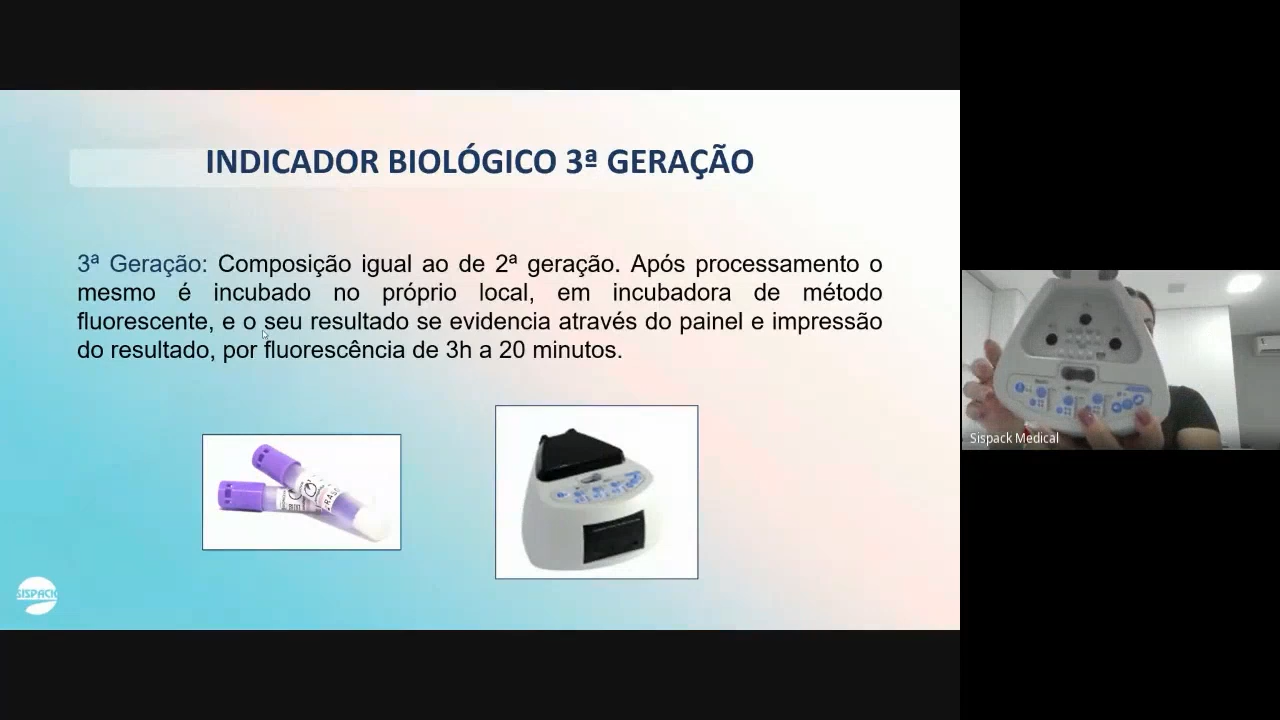 INDICADOR BIOLÓGICO 3ª GERAÇÃO
3ª Geração: Composição igual ao de 2ª geração. Após processamento o
mesmo é incubado no próprio local, em incubadora de método
fluorescente, e o seu resultado se evidencia através do painel e impressão
do resultado, por fluorescência de 3h a 20 minutos.
SISPACK
Sispack Medical